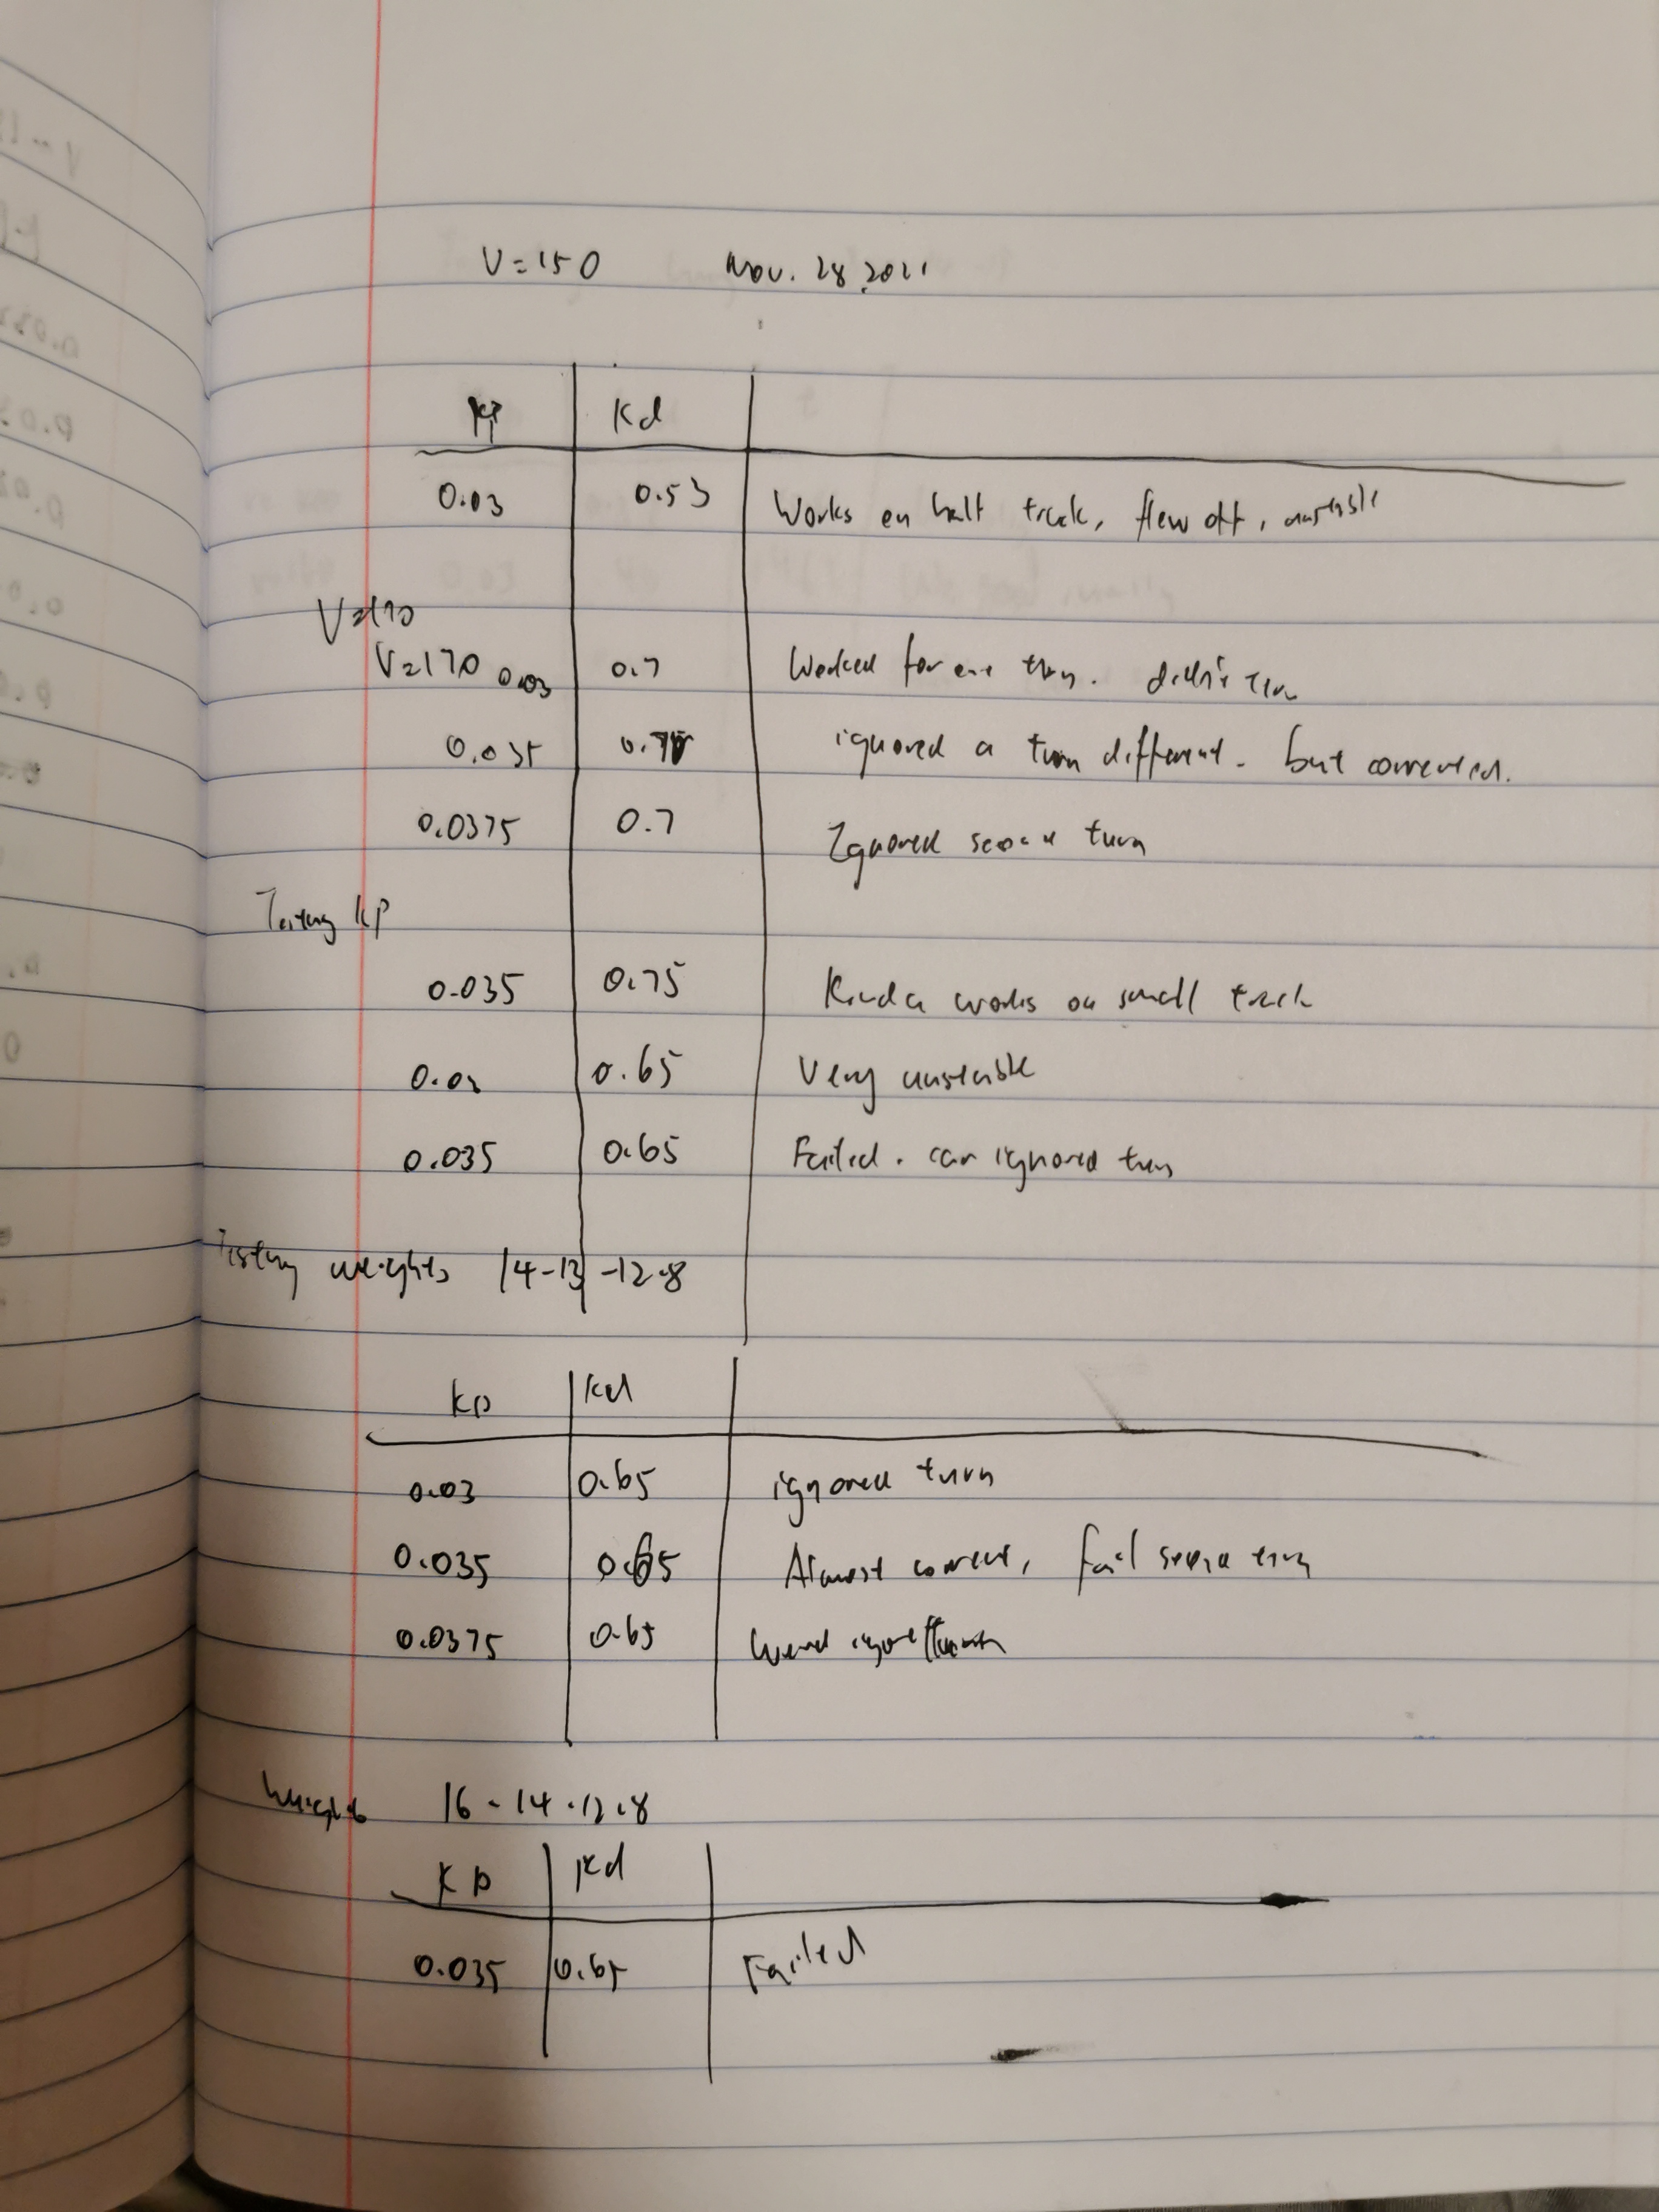 V=150 Nov. 28, 2021
Kp Kd
0.03 0.53 Works on half track, flew off, unstable
V=170
V=170 0.03 0.7 Worked for one turn. didn't turn
0.035 ignored a turn different. but corrected.
0.0375 0.7 Ignored second turn
Testing Kp
0.035 0.75 Kinda works on small track
0.03 0.65 Very unstable
0.035 0.65 Failed. car ignored turn
Testing weights 14-13-12-8
Kp Kd
0.03 0.65 ignored turn
0.035 0.65 Almost correct, fail second turn
0.0375 0.65
Weights 16-14-12-8
Kp Kd
0.035 0.65 Failed